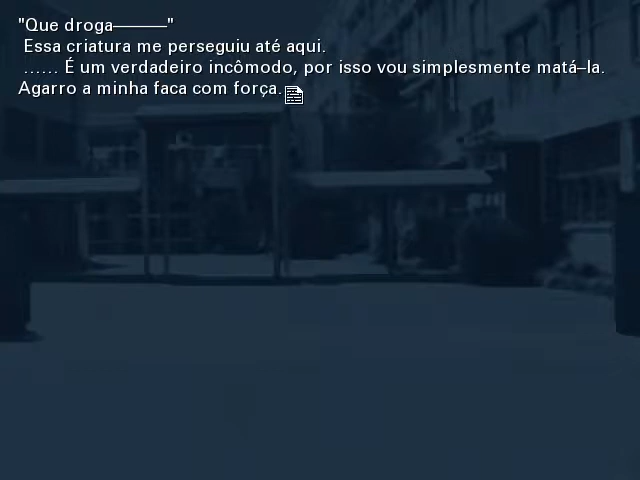 "Que droga―――"
Essa criatura me perseguiu até aqui.
...... É um verdadeiro incômodo, por isso vou simplesmente matá–la.
Agarro a minha faca com força.